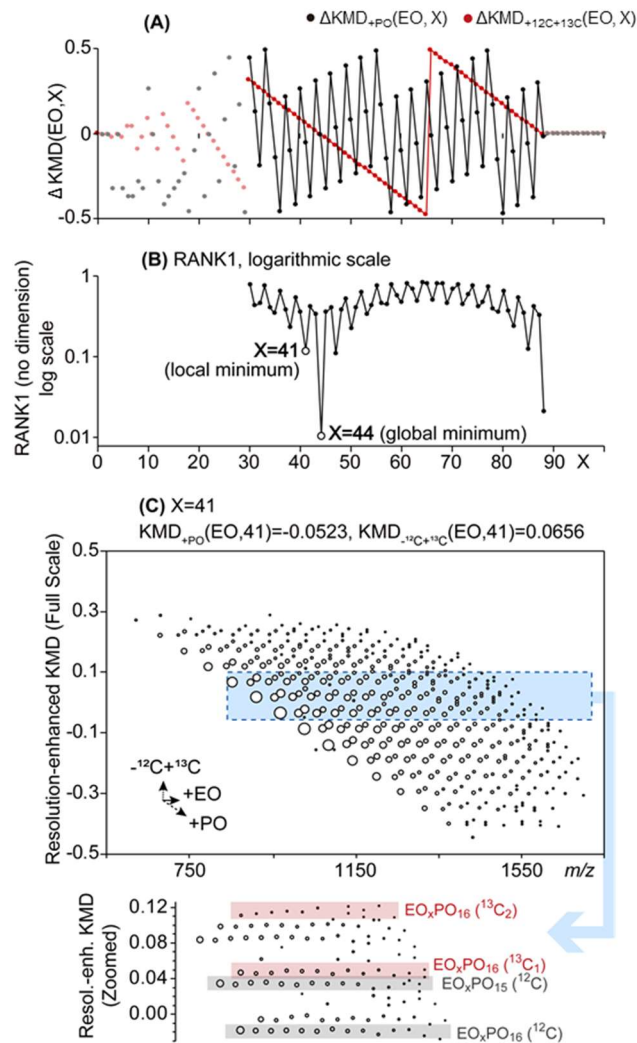 (A)
● ΔKMD+PO(EO, X) ● ΔKMD+12C+13C(EO, X)
ΔKMD(EO,X)
0.5
0
-0.5
(B) RANK1, logarithmic scale
RANK1 (no dimension)
log scale
1
0.1
0.01
X=41
(local minimum)
X=44 (global minimum)
0 10 20 30 40 50 60 70 80 90 X
(C) X=41
KMD+PO(EO,41)=-0.0523, KMD-¹²C+¹³C(EO,41)=0.0656
Resolution-enhanced KMD (Full Scale)
0.5
0.3
0.1
-0.1
-0.3
-0.5
-¹²C+¹³C
+EO
+PO
750 1150 1550 m/z
Resol.-enh. KMD
(Zoomed)
0.12
0.08
0.04
0.00
EOxPO16 (¹³C2)
EOxPO16 (¹³C1)
EOxPO15 (¹²C)
EOxPO16 (¹²C)